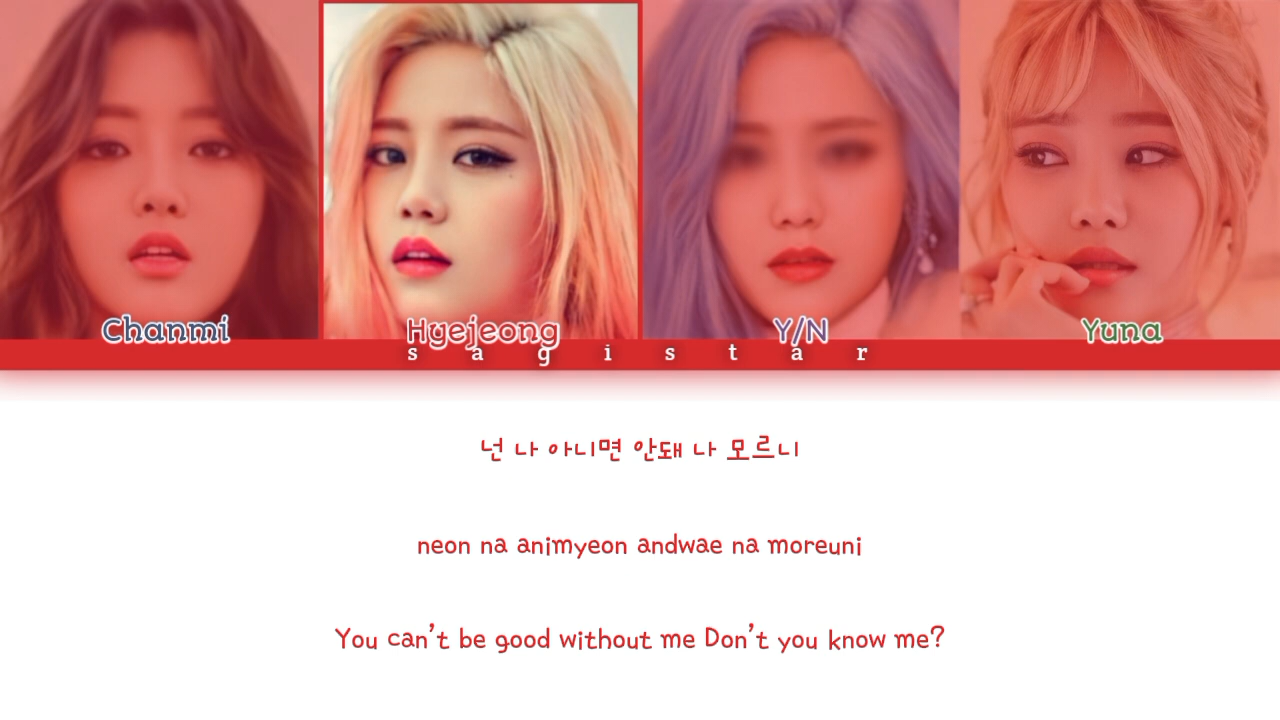 Chanmi Hyejeong Y/N Yuna
sagistar
넌 나 아니면 안돼 나 모르니
neon na animyeon andwae na moreuni
You can't be good without me Don't you know me?